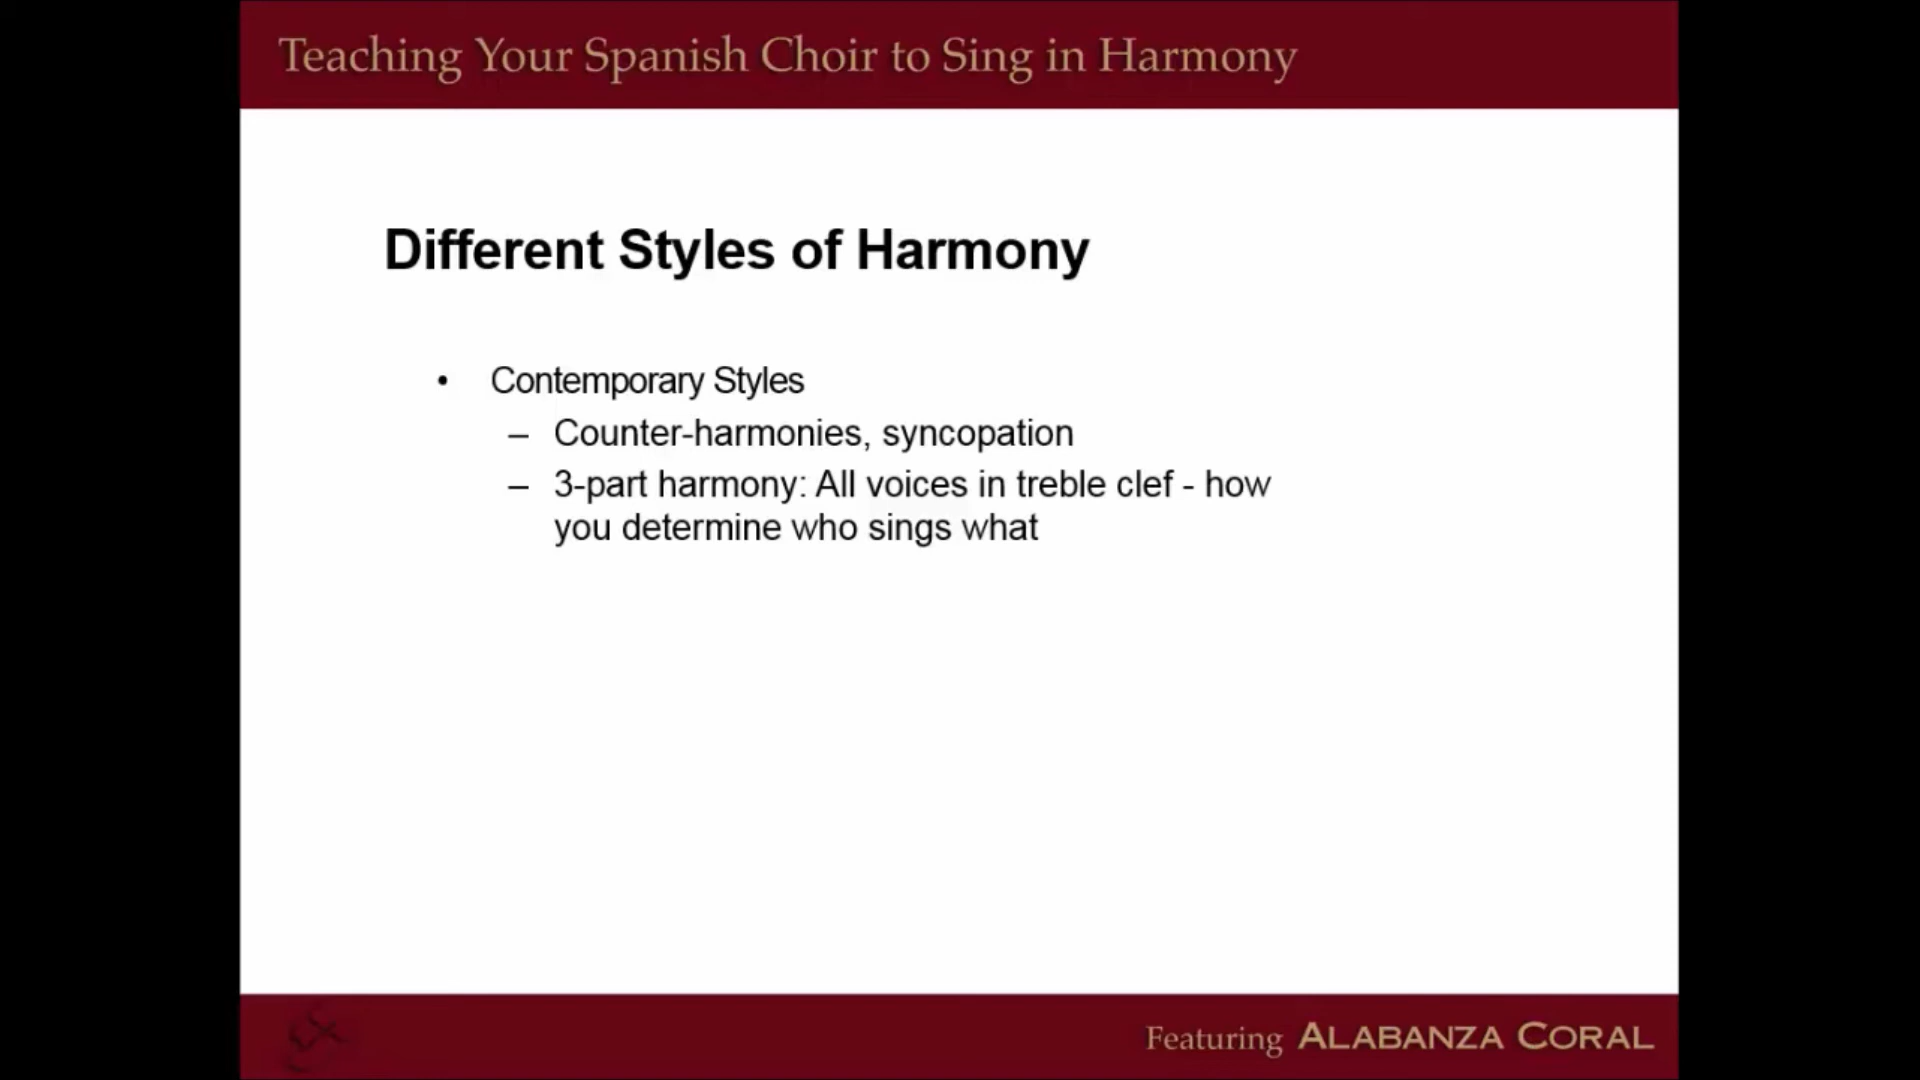 Teaching Your Spanish Choir to Sing in Harmony
Different Styles of Harmony
• Contemporary Styles
– Counter-harmonies, syncopation
– 3-part harmony: All voices in treble clef - how
you determine who sings what
Featuring ALABANZA CORAL